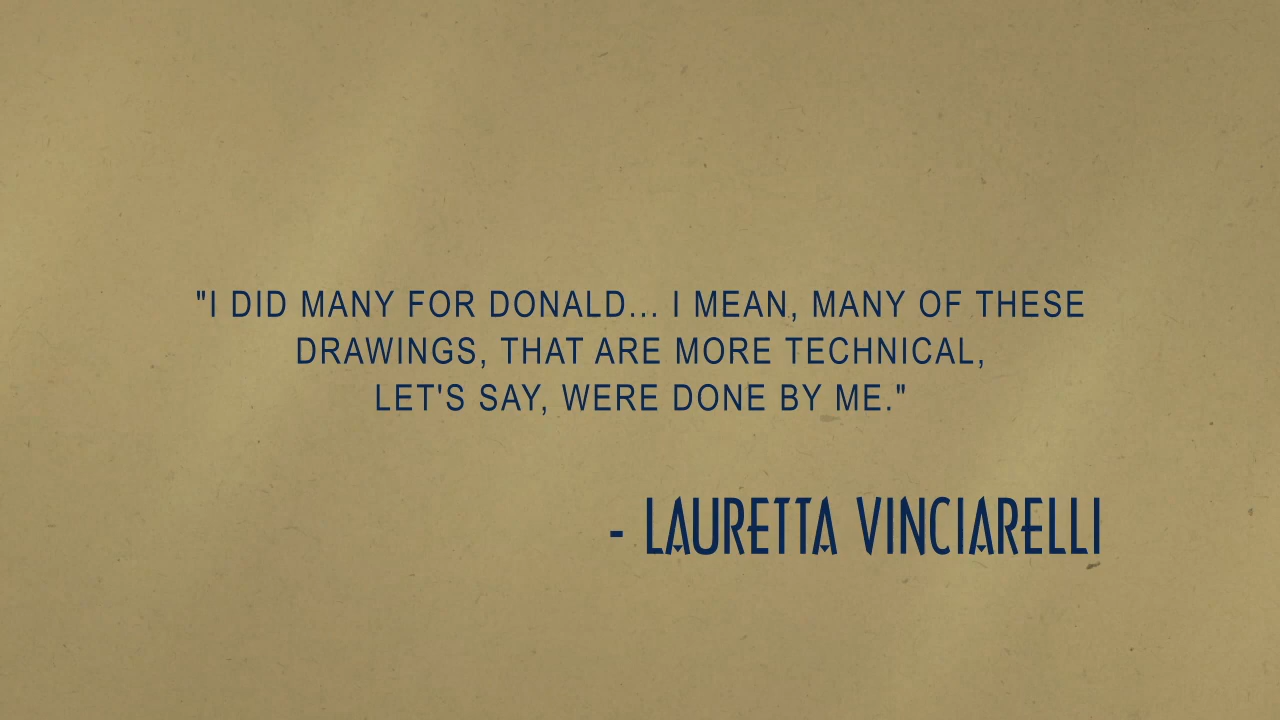 "I DID MANY FOR DONALD... I MEAN, MANY OF THESE
DRAWINGS, THAT ARE MORE TECHNICAL,
LET'S SAY, WERE DONE BY ME."
- LAURETTA VINCIARELLI